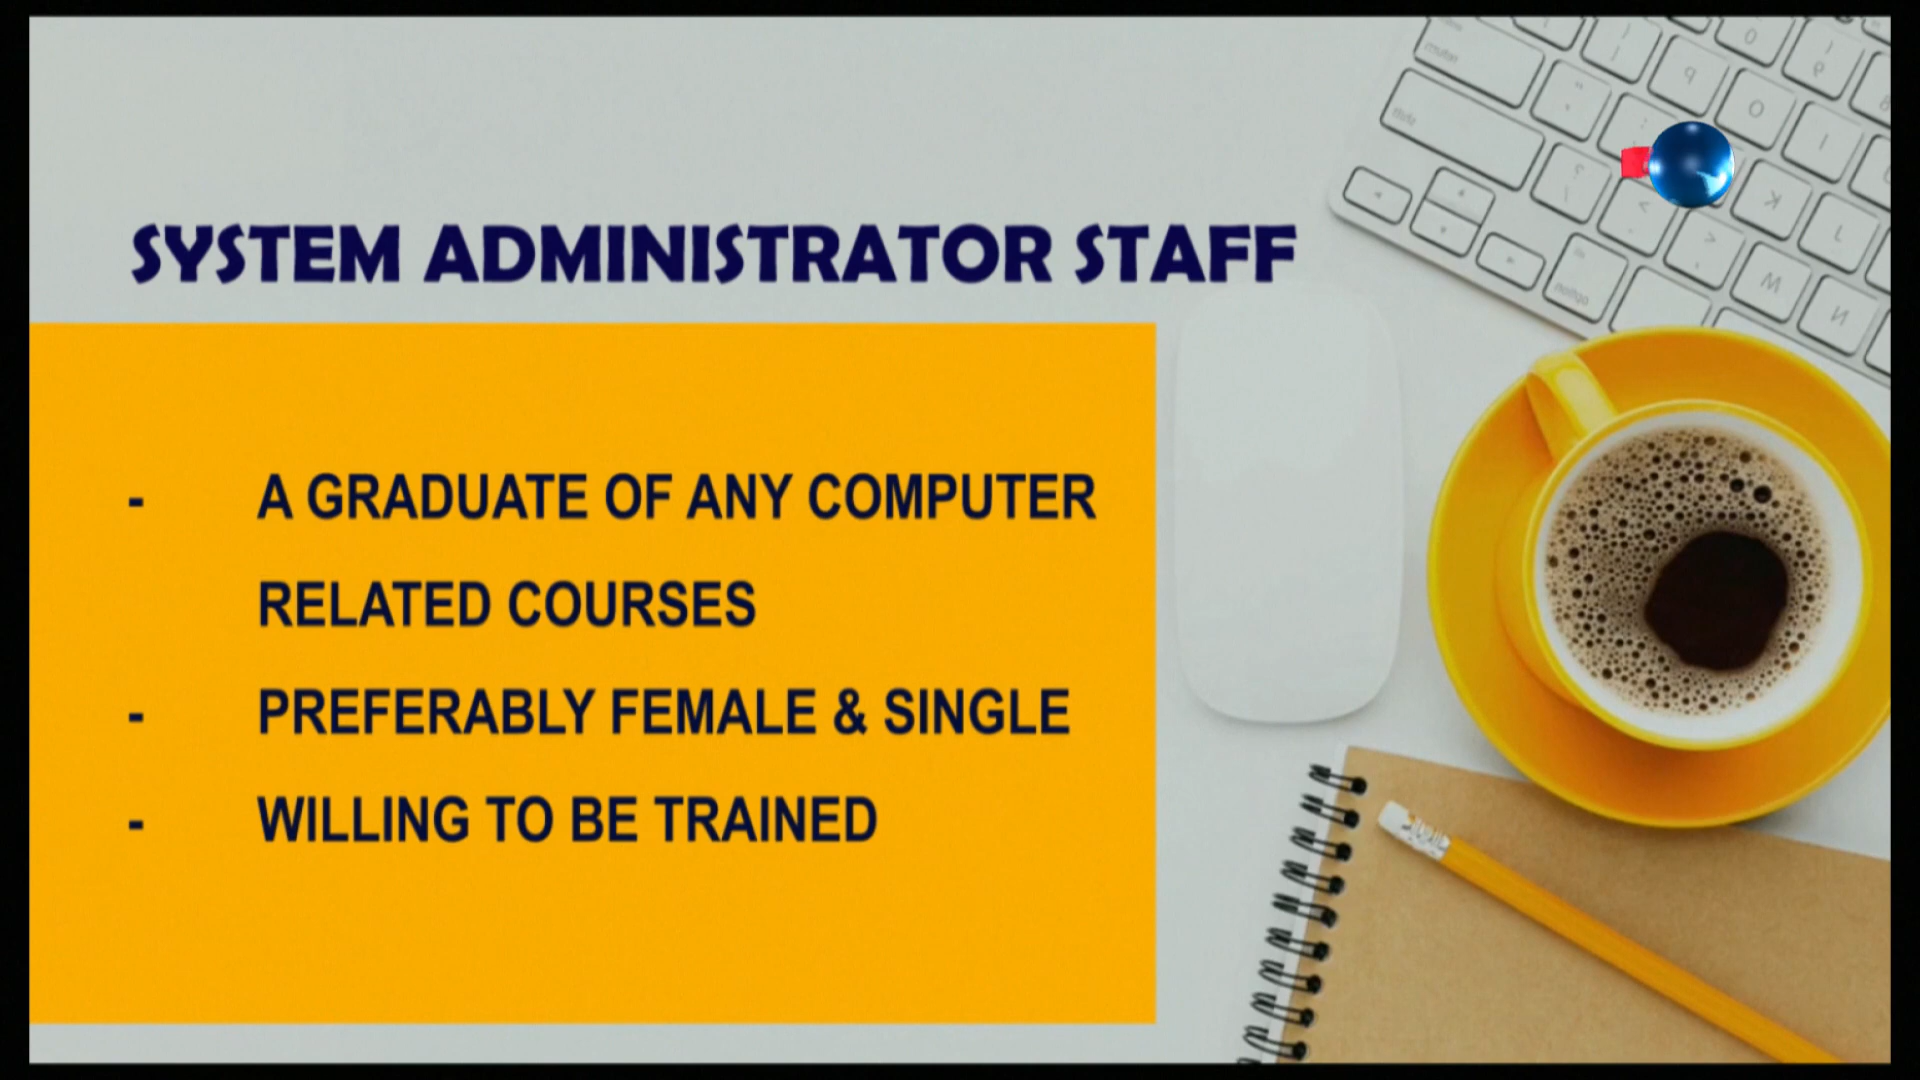 SYSTEM ADMINISTRATOR STAFF
- A GRADUATE OF ANY COMPUTER
RELATED COURSES
- PREFERABLY FEMALE & SINGLE
- WILLING TO BE TRAINED